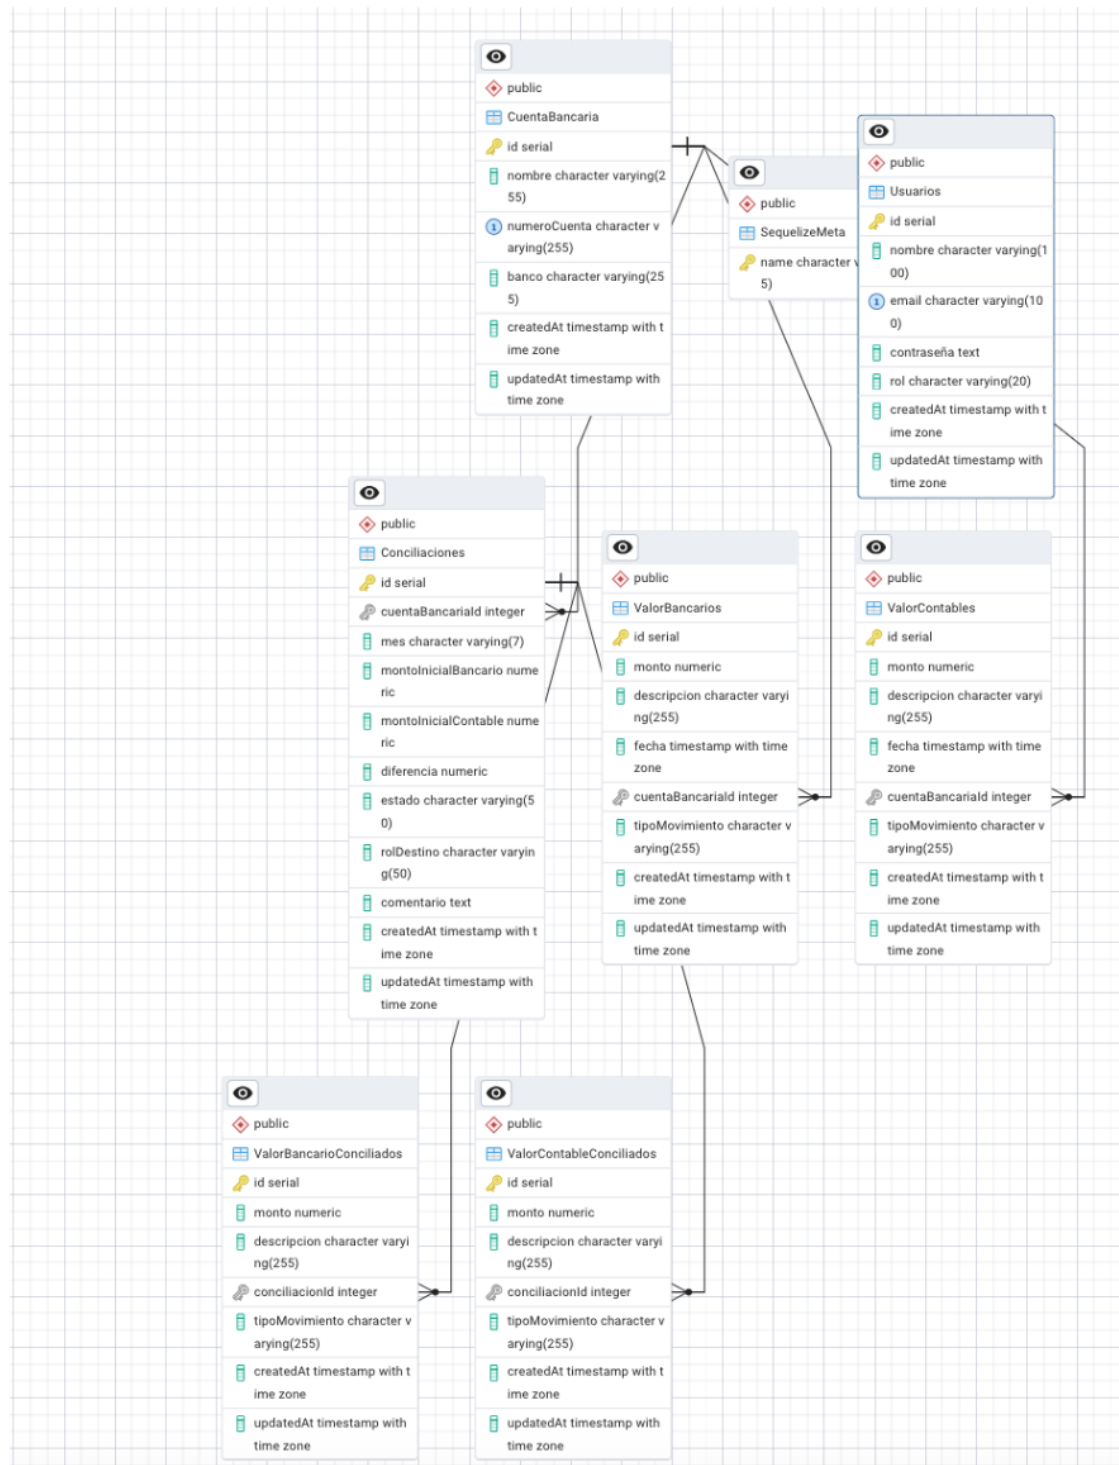 public
CuentaBancaria
id serial
nombre character varying(2
55)
numeroCuenta character v
arying(255)
banco character varying(25
5)
createdAt timestamp with t
ime zone
updatedAt timestamp with
time zone
public
SequelizeMeta
name character v
5)
public
Usuarios
id serial
nombre character varying(1
00)
email character varying(10
0)
contraseña text
rol character varying(20)
createdAt timestamp with t
ime zone
updatedAt timestamp with
time zone
public
Conciliaciones
id serial
cuentaBancariaId integer
mes character varying(7)
montoInicialBancario nume
ric
montoInicialContable nume
ric
diferencia numeric
estado character varying(5
0)
rolDestino character varyin
g(50)
comentario text
createdAt timestamp with t
ime zone
updatedAt timestamp with
time zone
public
ValorBancarios
id serial
monto numeric
descripcion character varyi
ng(255)
fecha timestamp with time
zone
cuentaBancariaId integer
tipoMovimiento character v
arying(255)
createdAt timestamp with t
ime zone
updatedAt timestamp with
time zone
public
ValorContables
id serial
monto numeric
descripcion character varyi
ng(255)
fecha timestamp with time
zone
cuentaBancariaId integer
tipoMovimiento character v
arying(255)
createdAt timestamp with t
ime zone
updatedAt timestamp with
time zone
public
ValorBancarioConciliados
id serial
monto numeric
descripcion character varyi
ng(255)
conciliacionId integer
tipoMovimiento character v
arying(255)
createdAt timestamp with t
ime zone
updatedAt timestamp with
time zone
public
ValorContableConciliados
id serial
monto numeric
descripcion character varyi
ng(255)
conciliacionId integer
tipoMovimiento character v
arying(255)
createdAt timestamp with t
ime zone
updatedAt timestamp with
time zone